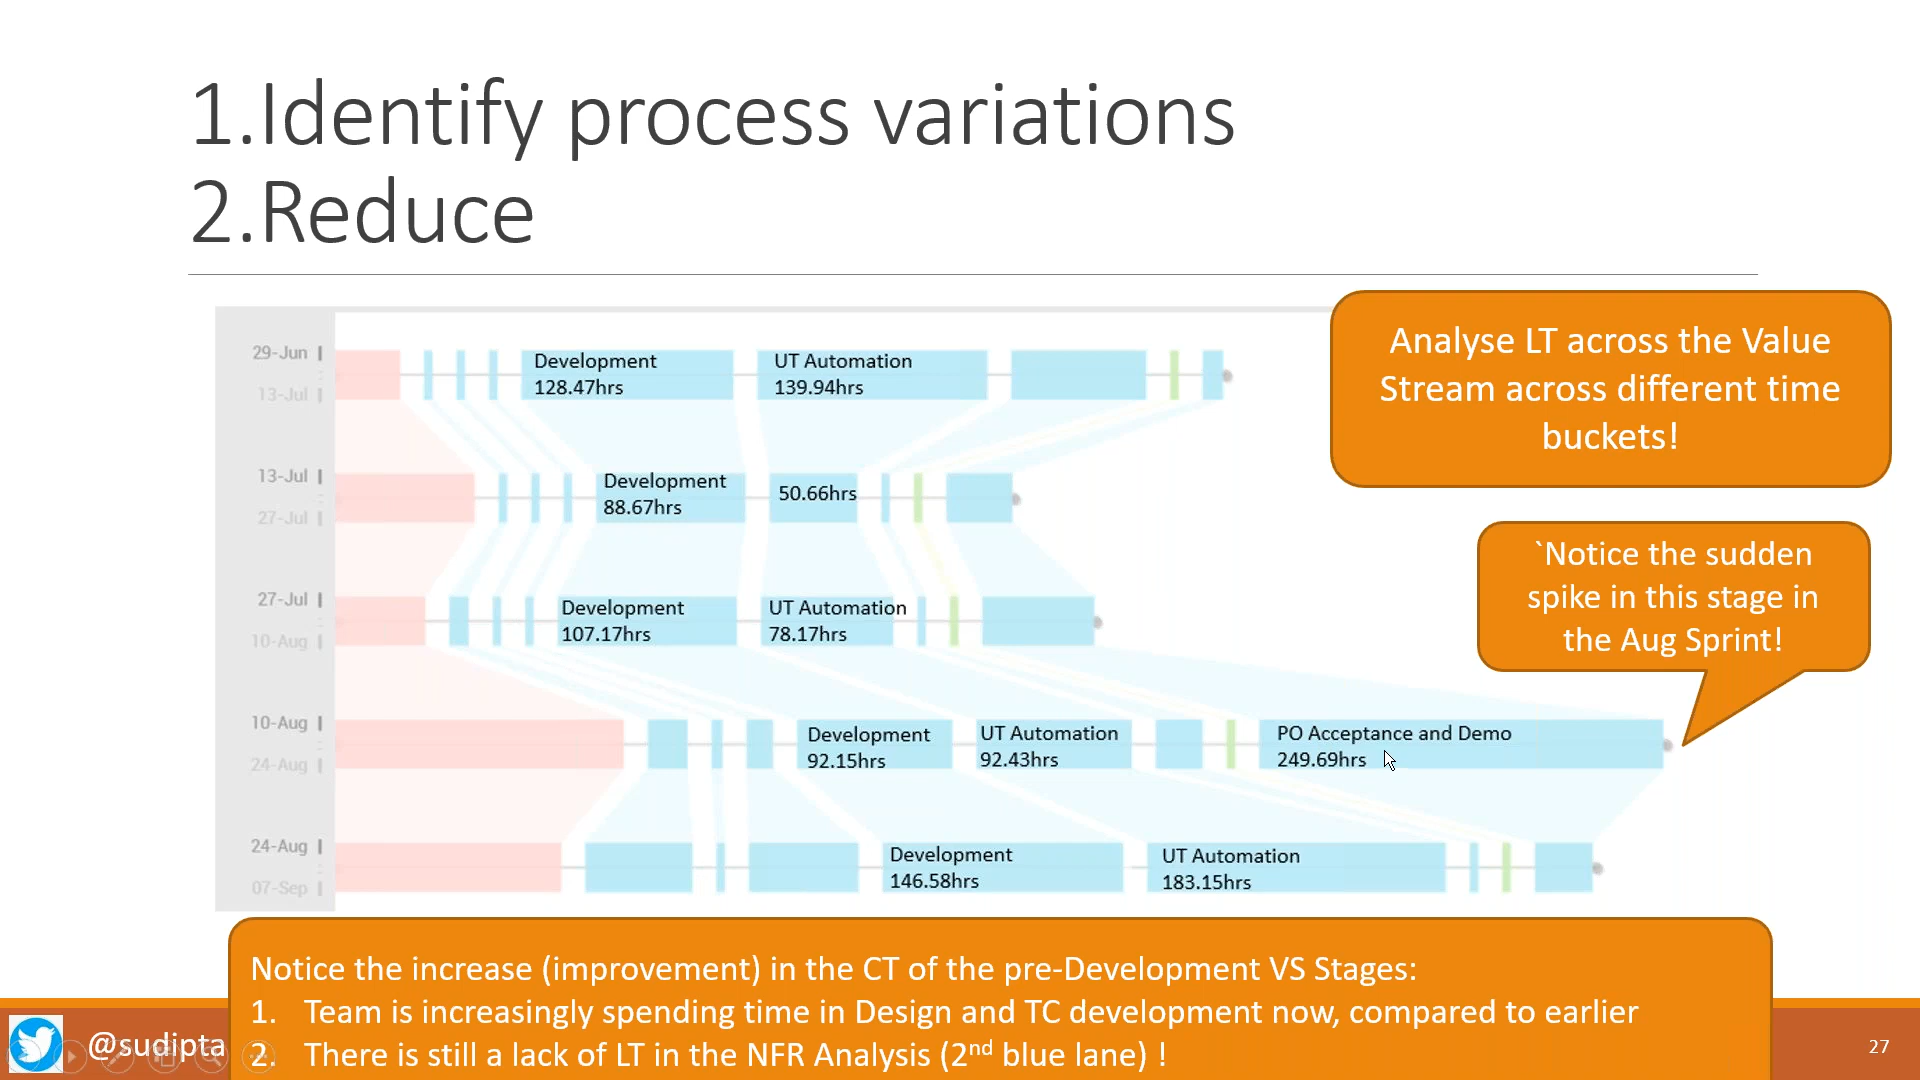 1.Identify process variations
2.Reduce
Analyse LT across the Value
Stream across different time
buckets!
29-Jun
13-Jul
Development
128.47hrs
UT Automation
139.94hrs
13-Jul
27-Jul
Development
88.67hrs
50.66hrs
`Notice the sudden
spike in this stage in
the Aug Sprint!
27-Jul
10-Aug
Development
107.17hrs
UT Automation
78.17hrs
10-Aug
24-Aug
Development
92.15hrs
UT Automation
92.43hrs
PO Acceptance and Demo
249.69hrs
24-Aug
07-Sep
Development
146.58hrs
UT Automation
183.15hrs
Notice the increase (improvement) in the CT of the pre-Development VS Stages:
1. Team is increasingly spending time in Design and TC development now, compared to earlier
2. There is still a lack of LT in the NFR Analysis (2nd blue lane) !
@sudipta
27